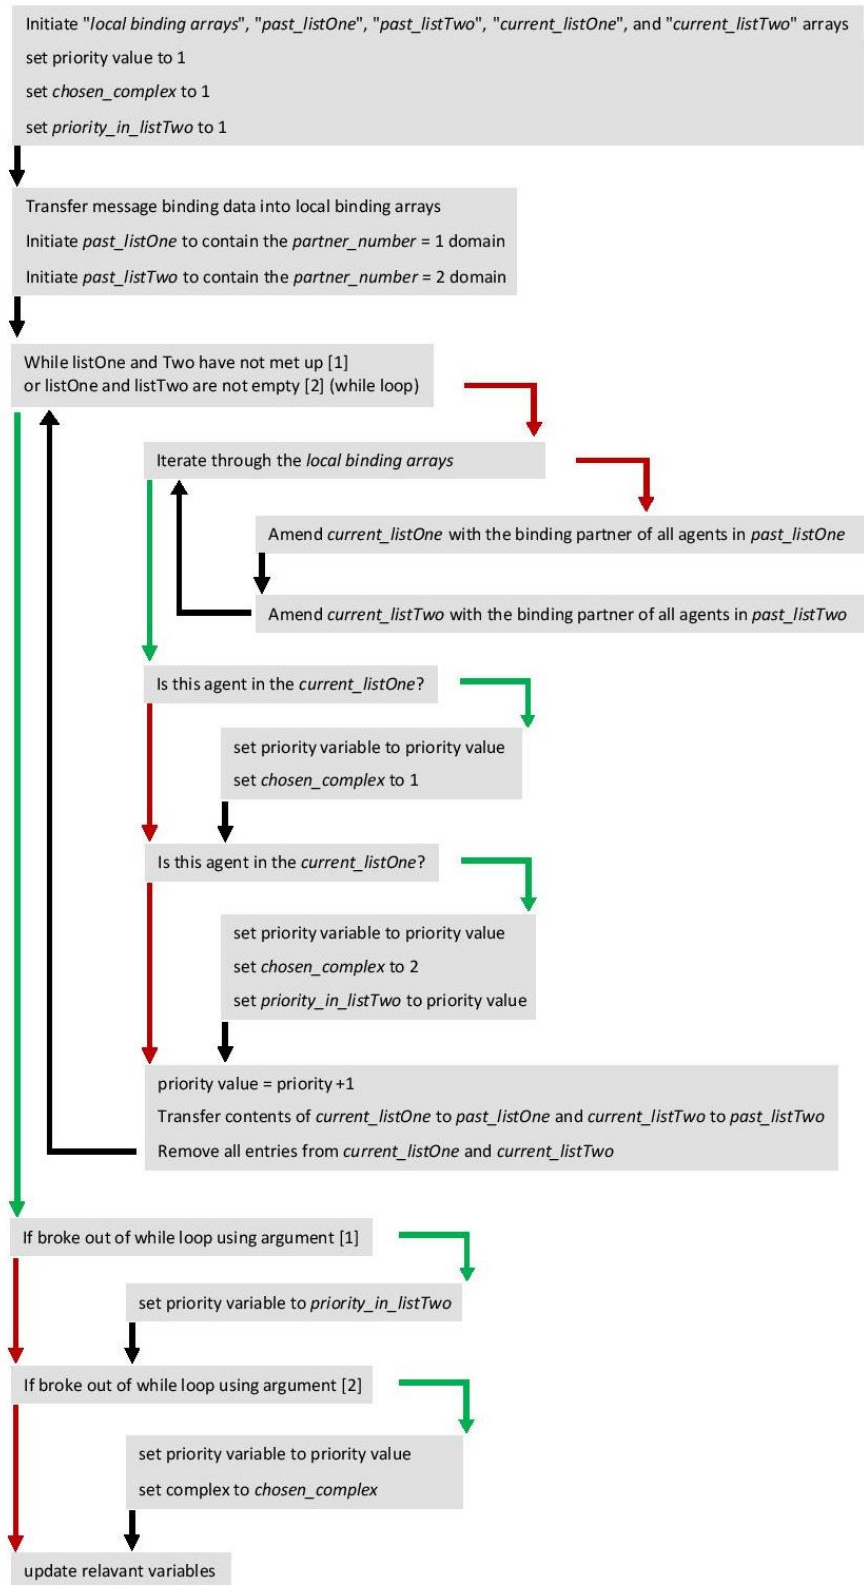 Initiate "local binding arrays", "past_listOne", "past_listTwo", "current_listOne", and "current_listTwo" arrays
set priority value to 1
set chosen_complex to 1
set priority_in_listTwo to 1
Transfer message binding data into local binding arrays
Initiate past_listOne to contain the partner_number = 1 domain
Initiate past_listTwo to contain the partner_number = 2 domain
While listOne and Two have not met up [1]
or listOne and listTwo are not empty [2] (while loop)
Iterate through the local binding arrays
Amend current_listOne with the binding partner of all agents in past_listOne
Amend current_listTwo with the binding partner of all agents in past_listTwo
Is this agent in the current_listOne?
set priority variable to priority value
set chosen_complex to 1
Is this agent in the current_listOne?
set priority variable to priority value
set chosen_complex to 2
set priority_in_listTwo to priority value
priority value = priority +1
Transfer contents of current_listOne to past_listOne and current_listTwo to past_listTwo
Remove all entries from current_listOne and current_listTwo
If broke out of while loop using argument [1]
set priority variable to priority_in_listTwo
If broke out of while loop using argument [2]
set priority variable to priority value
set complex to chosen_complex
update relavant variables